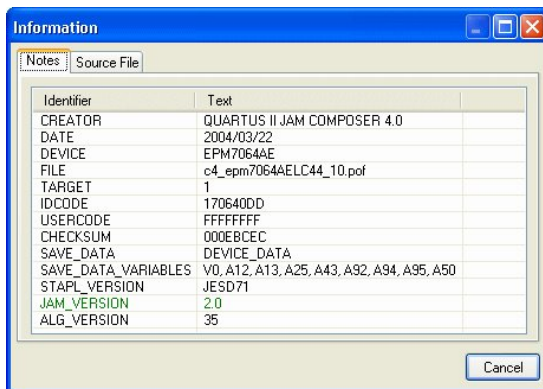 Information
Notes Source File
Identifier Text
CREATOR QUARTUS II JAM COMPOSER 4.0
DATE 2004/03/22
DEVICE EPM7064AE
FILE c4_epm7064AELC44_10.pof
TARGET 1
IDCODE 170640DD
USERCODE FFFFFFFF
CHECKSUM 000EBCEC
SAVE_DATA DEVICE_DATA
SAVE_DATA_VARIABLES V0, A12, A13, A25, A43, A92, A94, A95, A50
STAPL_VERSION JESD71
JAM_VERSION 2.0
ALG_VERSION 35
Cancel